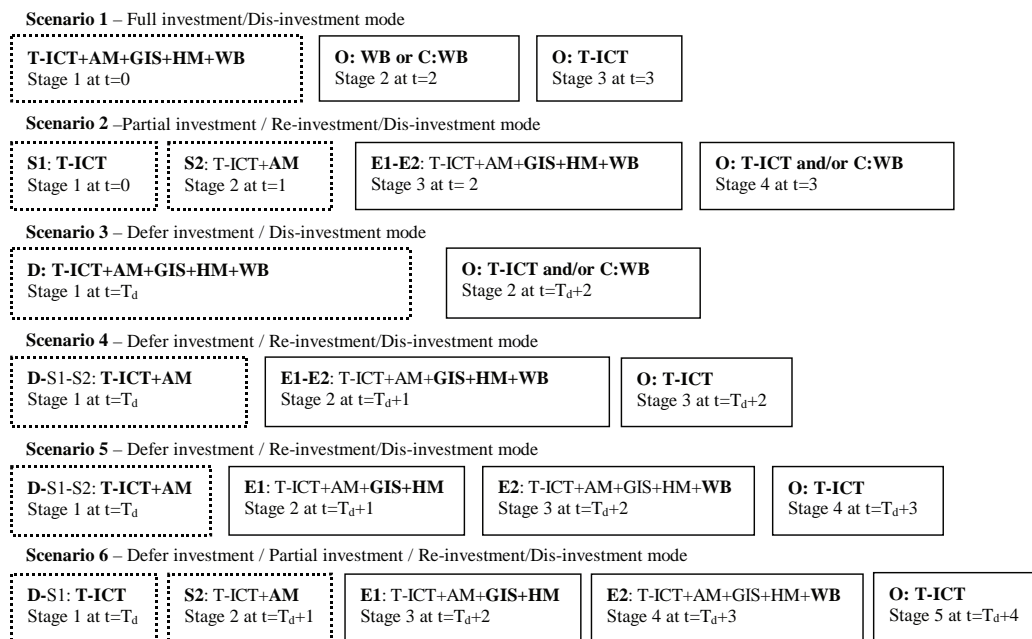 Scenario 1 – Full investment/Dis-investment mode
T-ICT+AM+GIS+HM+WB
Stage 1 at t=0
O: WB or C:WB
Stage 2 at t=2
O: T-ICT
Stage 3 at t=3
Scenario 2 –Partial investment / Re-investment/Dis-investment mode
S1: T-ICT
Stage 1 at t=0
S2: T-ICT+AM
Stage 2 at t=1
E1-E2: T-ICT+AM+GIS+HM+WB
Stage 3 at t= 2
O: T-ICT and/or C:WB
Stage 4 at t=3
Scenario 3 – Defer investment / Dis-investment mode
D: T-ICT+AM+GIS+HM+WB
Stage 1 at t=Td
O: T-ICT and/or C:WB
Stage 2 at t=Td+2
Scenario 4 – Defer investment / Re-investment/Dis-investment mode
D-S1-S2: T-ICT+AM
Stage 1 at t=Td
E1-E2: T-ICT+AM+GIS+HM+WB
Stage 2 at t=Td+1
O: T-ICT
Stage 3 at t=Td+2
Scenario 5 – Defer investment / Re-investment/Dis-investment mode
D-S1-S2: T-ICT+AM
Stage 1 at t=Td
E1: T-ICT+AM+GIS+HM
Stage 2 at t=Td+1
E2: T-ICT+AM+GIS+HM+WB
Stage 3 at t=Td+2
O: T-ICT
Stage 4 at t=Td+3
Scenario 6 – Defer investment / Partial investment / Re-investment/Dis-investment mode
D-S1: T-ICT
Stage 1 at t=Td
S2: T-ICT+AM
Stage 2 at t=Td+1
E1: T-ICT+AM+GIS+HM
Stage 3 at t=Td+2
E2: T-ICT+AM+GIS+HM+WB
Stage 4 at t=Td+3
O: T-ICT
Stage 5 at t=Td+4